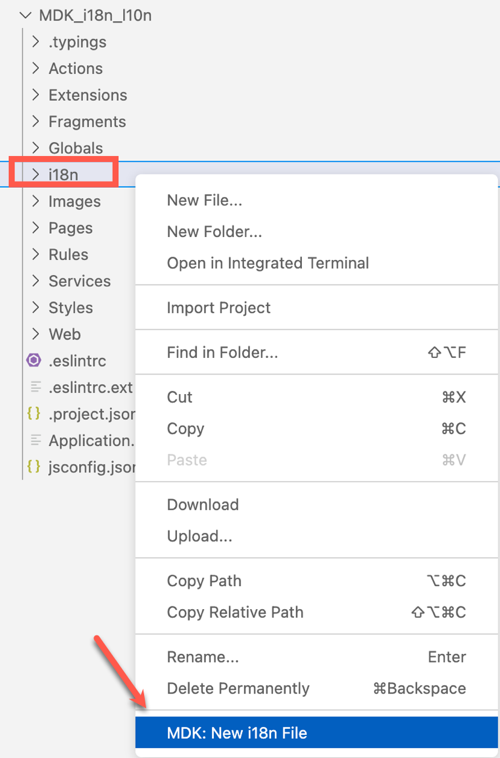 MDK_i18n_l10n
.typings
Actions
Extensions
Fragments
Globals
i18n
Images
Pages
Rules
Services
Styles
Web
.eslintrc
.eslintrc.ext
.project.json
Application.
jsconfig.json
New File...
New Folder...
Open in Integrated Terminal
Import Project
Find in Folder... ⇧⌥F
Cut ⌘X
Copy ⌘C
Paste ⌘V
Download
Upload...
Copy Path ⌥⌘C
Copy Relative Path ⇧⌥⌘C
Rename... Enter
Delete Permanently ⌘Backspace
MDK: New i18n File